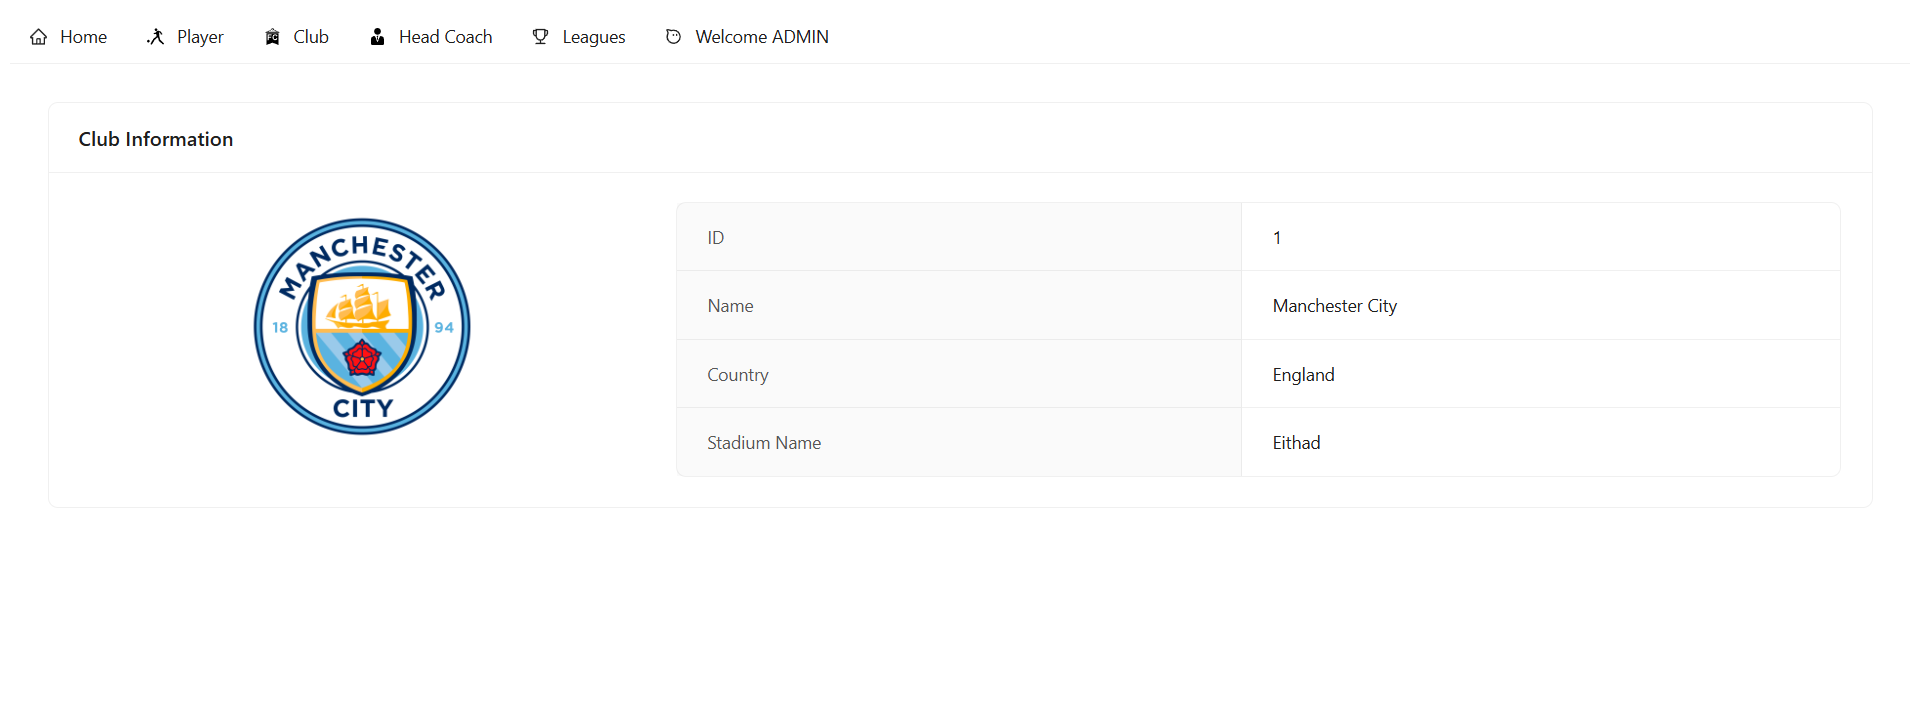 Home Player Club Head Coach Leagues Welcome ADMIN
Club Information
MANCHESTER
18 94
CITY
ID 1
Name Manchester City
Country England
Stadium Name Eithad